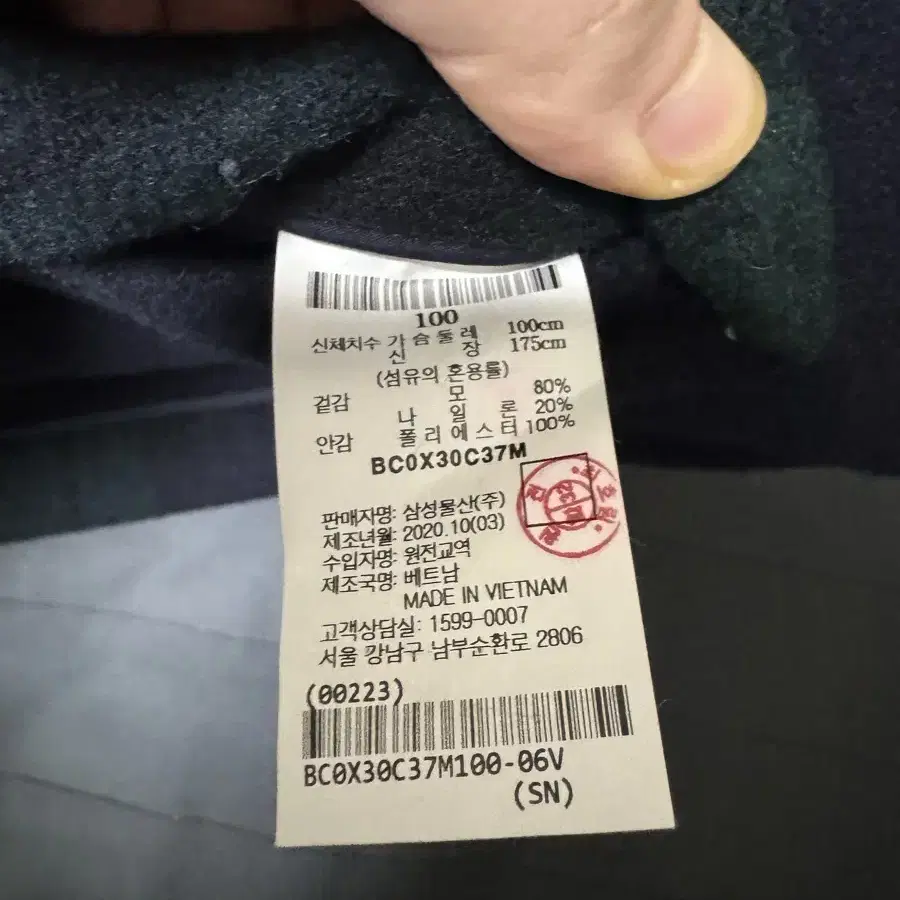 100
신체치수 가슴둘레 100cm
신장 175cm
(섬유의 혼용률)
겉감 모 80%
나일론 20%
안감 폴리에스터 100%
BC0X30C37M
판매자명: 삼성물산(주)
제조년월: 2020.10(03)
수입자명: 원전교역
제조국명: 베트남
MADE IN VIETNAM
고객상담실: 1599-0007
서울 강남구 남부순환로 2806
(00223)
BC0X30C37M100-06V
(SN)